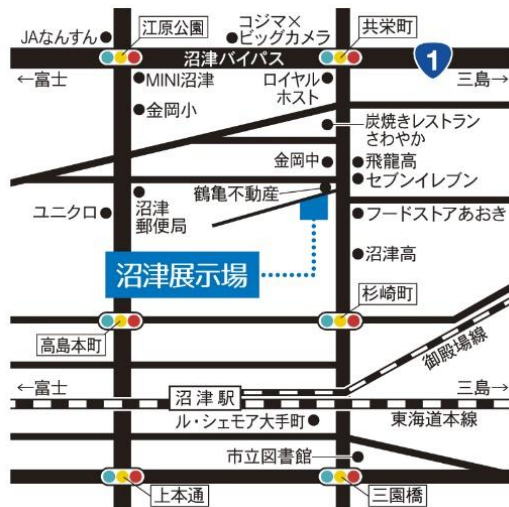 JAなんすん
江原公園
コジマ×
ビッグカメラ
共栄町
沼津バイパス
1
←富士
MINI沼津
ロイヤル
ホスト
三島→
金岡小
炭焼きレストラン
さわやか
金岡中
飛龍高
鶴亀不動産
セブンイレブン
ユニクロ
沼津
郵便局
フードストアあおき
沼津高
沼津展示場
杉崎町
高島本町
御殿場線
←富士
沼津駅
三島→
ル・シェモア大手町
東海道本線
市立図書館
上本通
三園橋